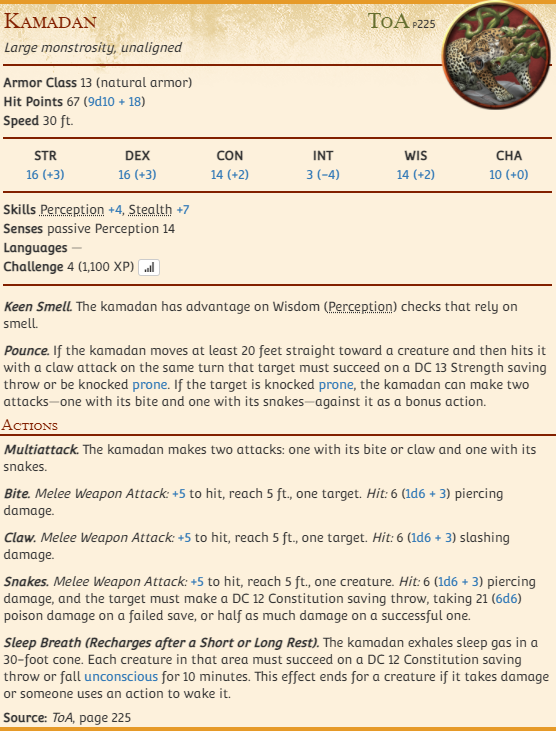 Kamadan ToA p225
Large monstrosity, unaligned
Armor Class 13 (natural armor)
Hit Points 67 (9d10 + 18)
Speed 30 ft.
STR DEX CON INT WIS CHA
16 (+3) 16 (+3) 14 (+2) 3 (−4) 14 (+2) 10 (+0)
Skills Perception +4, Stealth +7
Senses passive Perception 14
Languages —
Challenge 4 (1,100 XP)
Keen Smell. The kamadan has advantage on Wisdom (Perception) checks that rely on
smell.
Pounce. If the kamadan moves at least 20 feet straight toward a creature and then hits it
with a claw attack on the same turn that target must succeed on a DC 13 Strength saving
throw or be knocked prone. If the target is knocked prone, the kamadan can make two
attacks—one with its bite and one with its snakes—against it as a bonus action.
Actions
Multiattack. The kamadan makes two attacks: one with its bite or claw and one with its
snakes.
Bite. Melee Weapon Attack: +5 to hit, reach 5 ft., one target. Hit: 6 (1d6 + 3) piercing
damage.
Claw. Melee Weapon Attack: +5 to hit, reach 5 ft., one target. Hit: 6 (1d6 + 3) slashing
damage.
Snakes. Melee Weapon Attack: +5 to hit, reach 5 ft., one creature. Hit: 6 (1d6 + 3) piercing
damage, and the target must make a DC 12 Constitution saving throw, taking 21 (6d6)
poison damage on a failed save, or half as much damage on a successful one.
Sleep Breath (Recharges after a Short or Long Rest). The kamadan exhales sleep gas in a
30–foot cone. Each creature in that area must succeed on a DC 12 Constitution saving
throw or fall unconscious for 10 minutes. This effect ends for a creature if it takes damage
or someone uses an action to wake it.
Source: ToA, page 225